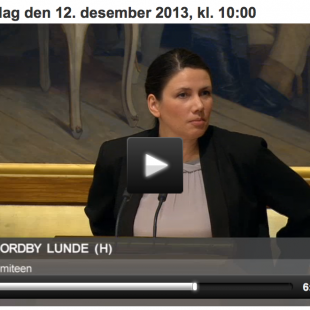 dag den 12. desember 2013, kl. 10:00
ORDBY LUNDE (H)
miteen
6